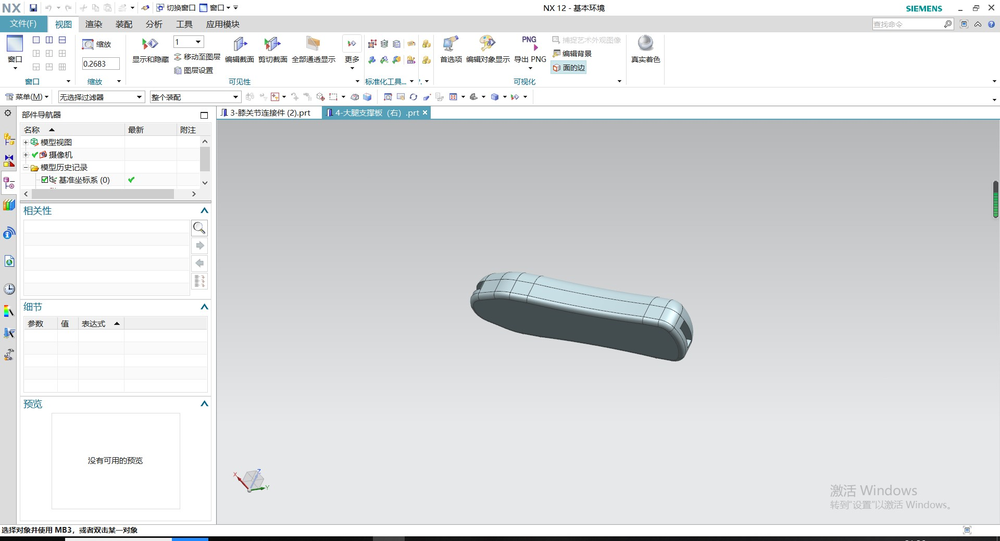 NX 切换窗口 窗口 NX 12 - 基本环境 SIEMENS
文件(F) 视图 渲染 装配 分析 工具 应用模块 查找命令
窗口 缩放 0.2683 显示和隐藏 1 移动至图层 图层设置 编辑截面 剪切截面 全部通透显示 更多 首选项 编辑对象显示 PNG 导出 PNG 捕捉艺术外观图像 编辑背景 面的边 真实着色
窗口 缩放 可见性 标准化工具... 可视化
菜单(M) 无选择过滤器 整个装配
部件导航器 3-膝关节连接件 (2).prt 4-大腿支撑板（右）.prt
名称 最新 附注
模型视图
摄像机
模型历史记录
基准坐标系 (0)
相关性
细节
参数 值 表达式
预览
没有可用的预览
X Z Y
激活 Windows
转到“设置”以激活 Windows。
选择对象并使用 MB3，或者双击某一对象